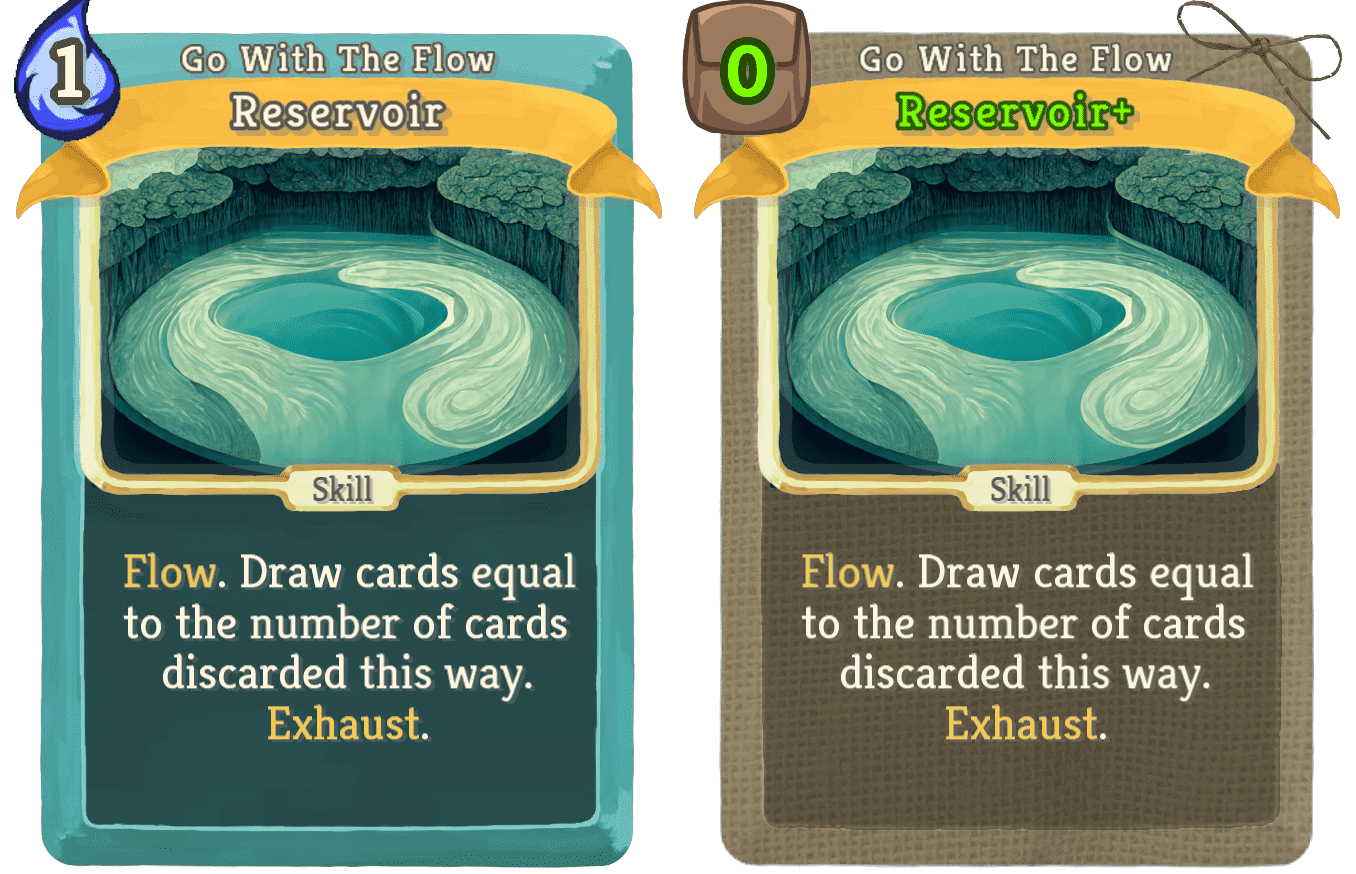 1
Go With The Flow
Reservoir
Skill
Flow. Draw cards equal
to the number of cards
discarded this way.
Exhaust.
0
Go With The Flow
Reservoir+
Skill
Flow. Draw cards equal
to the number of cards
discarded this way.
Exhaust.